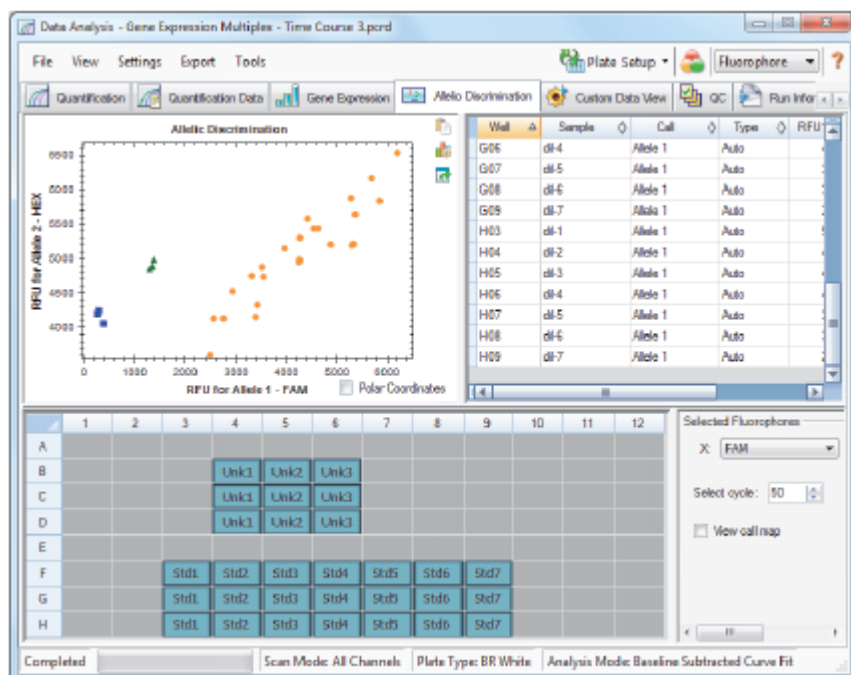 Data Analysis - Gene Expression Multiplex - Time Course 3.pcrd
File View Settings Export Tools Plate Setup Fluorophore ?
Quantification Quantification Data Gene Expression Allelic Discrimination Custom Data View QC Run Infor
Allelic Discrimination
RFU for Allele 2 - HEX
6500
6000
5500
5000
4500
4000
0 1000 2000 3000 4000 5000 6000
RFU for Allele 1 - FAM Polar Coordinates
Well Sample Call Type RFU
G06 dil-4 Allele 1 Auto
G07 dil-5 Allele 1 Auto
G08 dil-6 Allele 1 Auto
G09 dil-7 Allele 1 Auto
H03 dil-1 Allele 1 Auto
H04 dil-2 Allele 1 Auto
H05 dil-3 Allele 1 Auto
H06 dil-4 Allele 1 Auto
H07 dil-5 Allele 1 Auto
H08 dil-6 Allele 1 Auto
H09 dil-7 Allele 1 Auto
1 2 3 4 5 6 7 8 9 10 11 12
A
B Unk1 Unk2 Unk3
C Unk1 Unk2 Unk3
D Unk1 Unk2 Unk3
E
F Std1 Std2 Std3 Std4 Std5 Std6 Std7
G Std1 Std2 Std3 Std4 Std5 Std6 Std7
H Std1 Std2 Std3 Std4 Std5 Std6 Std7
Selected Fluorophores
X: FAM
Select cycle: 50
View call map
Completed Scan Mode: All Channels Plate Type: BR White Analysis Mode: Baseline Subtracted Curve Fit